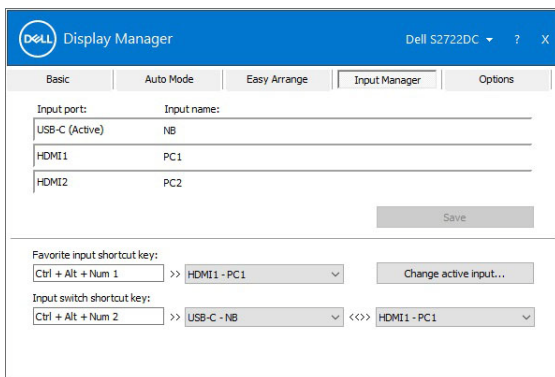 DELL Display Manager Dell S2722DC ? X
Basic Auto Mode Easy Arrange Input Manager Options
Input port: Input name:
USB-C (Active) NB
HDMI1 PC1
HDMI2 PC2
Save
Favorite input shortcut key:
Ctrl + Alt + Num 1 >> HDMI1 - PC1 Change active input...
Input switch shortcut key:
Ctrl + Alt + Num 2 >> USB-C - NB <<>> HDMI1 - PC1